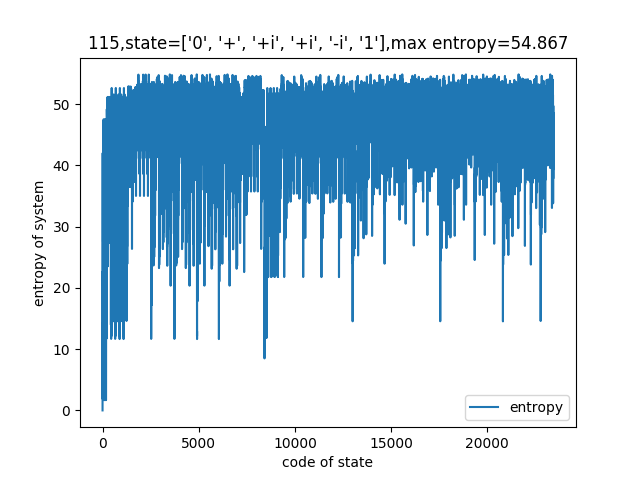 115,state=['0', '+', '+i', '+i', '-i', '1'],max entropy=54.867
50
40
30
20
10
0
entropy of system
entropy
0 5000 10000 15000 20000
code of state